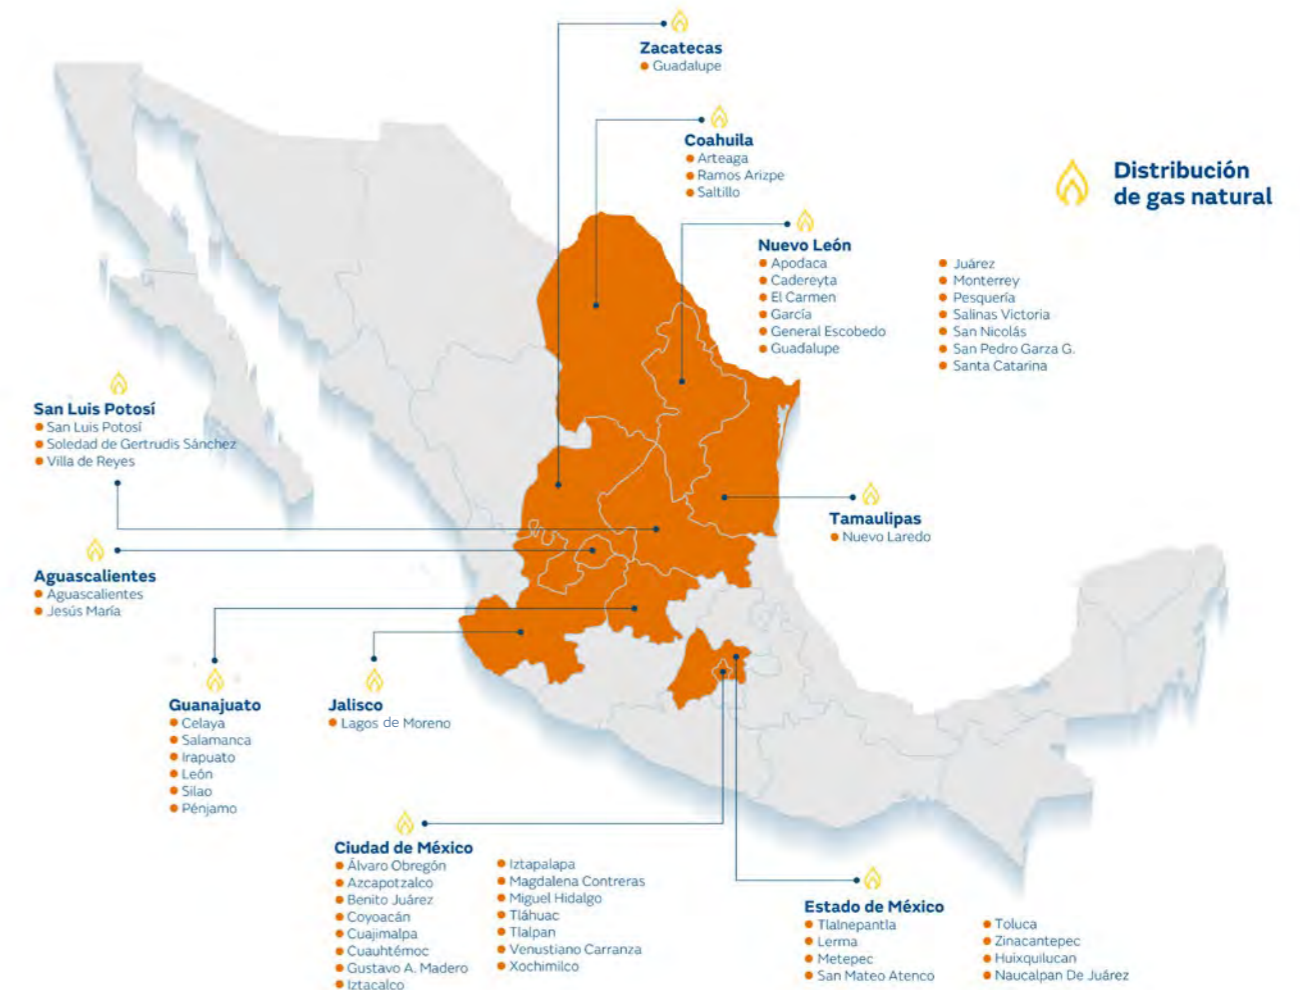 Zacatecas
Guadalupe
Coahuila
Arteaga
Ramos Arizpe
Saltillo
Distribución
de gas natural
Nuevo León
Apodaca
Cadereyta
El Carmen
García
General Escobedo
Guadalupe
Juárez
Monterrey
Pesquería
Salinas Victoria
San Nicolás
San Pedro Garza G.
Santa Catarina
San Luis Potosí
San Luis Potosí
Soledad de Gertrudis Sánchez
Villa de Reyes
Tamaulipas
Nuevo Laredo
Aguascalientes
Aguascalientes
Jesús María
Guanajuato
Celaya
Salamanca
Irapuato
León
Silao
Pénjamo
Jalisco
Lagos de Moreno
Ciudad de México
Álvaro Obregón
Azcapotzalco
Benito Juárez
Coyoacán
Cuajimalpa
Cuauhtémoc
Gustavo A. Madero
Iztacalco
Iztapalapa
Magdalena Contreras
Miguel Hidalgo
Tláhuac
Tlalpan
Venustiano Carranza
Xochimilco
Estado de México
Tlalnepantla
Lerma
Metepec
San Mateo Atenco
Toluca
Zinacantepec
Huixquilucan
Naucalpan De Juárez